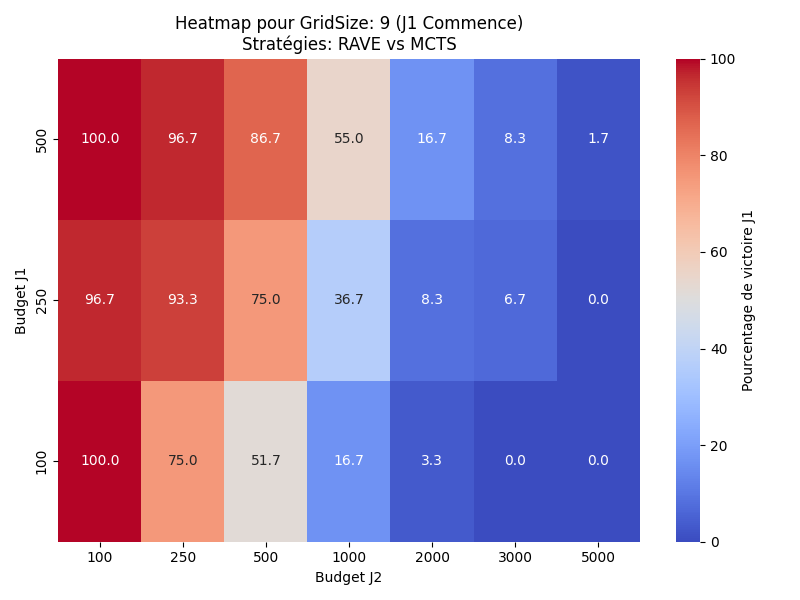 Heatmap pour GridSize: 9 (J1 Commence)
Stratégies: RAVE vs MCTS
Budget J1
500
100.0 96.7 86.7 55.0 16.7 8.3 1.7
250
96.7 93.3 75.0 36.7 8.3 6.7 0.0
100
100.0 75.0 51.7 16.7 3.3 0.0 0.0
100 250 500 1000 2000 3000 5000
Budget J2
100
80
60
40
20
0
Pourcentage de victoire J1